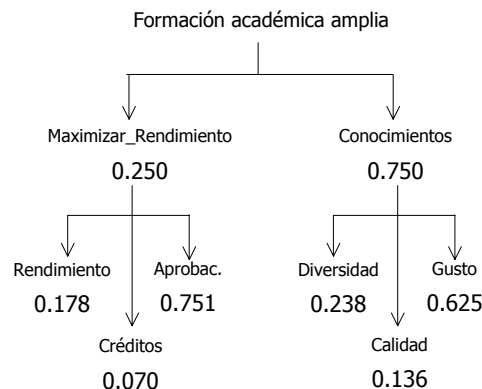 Formación académica amplia
Maximizar_Rendimiento Conocimientos
0.250 0.750
Rendimiento Aprobac. Diversidad Gusto
0.178 0.751 0.238 0.625
Créditos Calidad
0.070 0.136